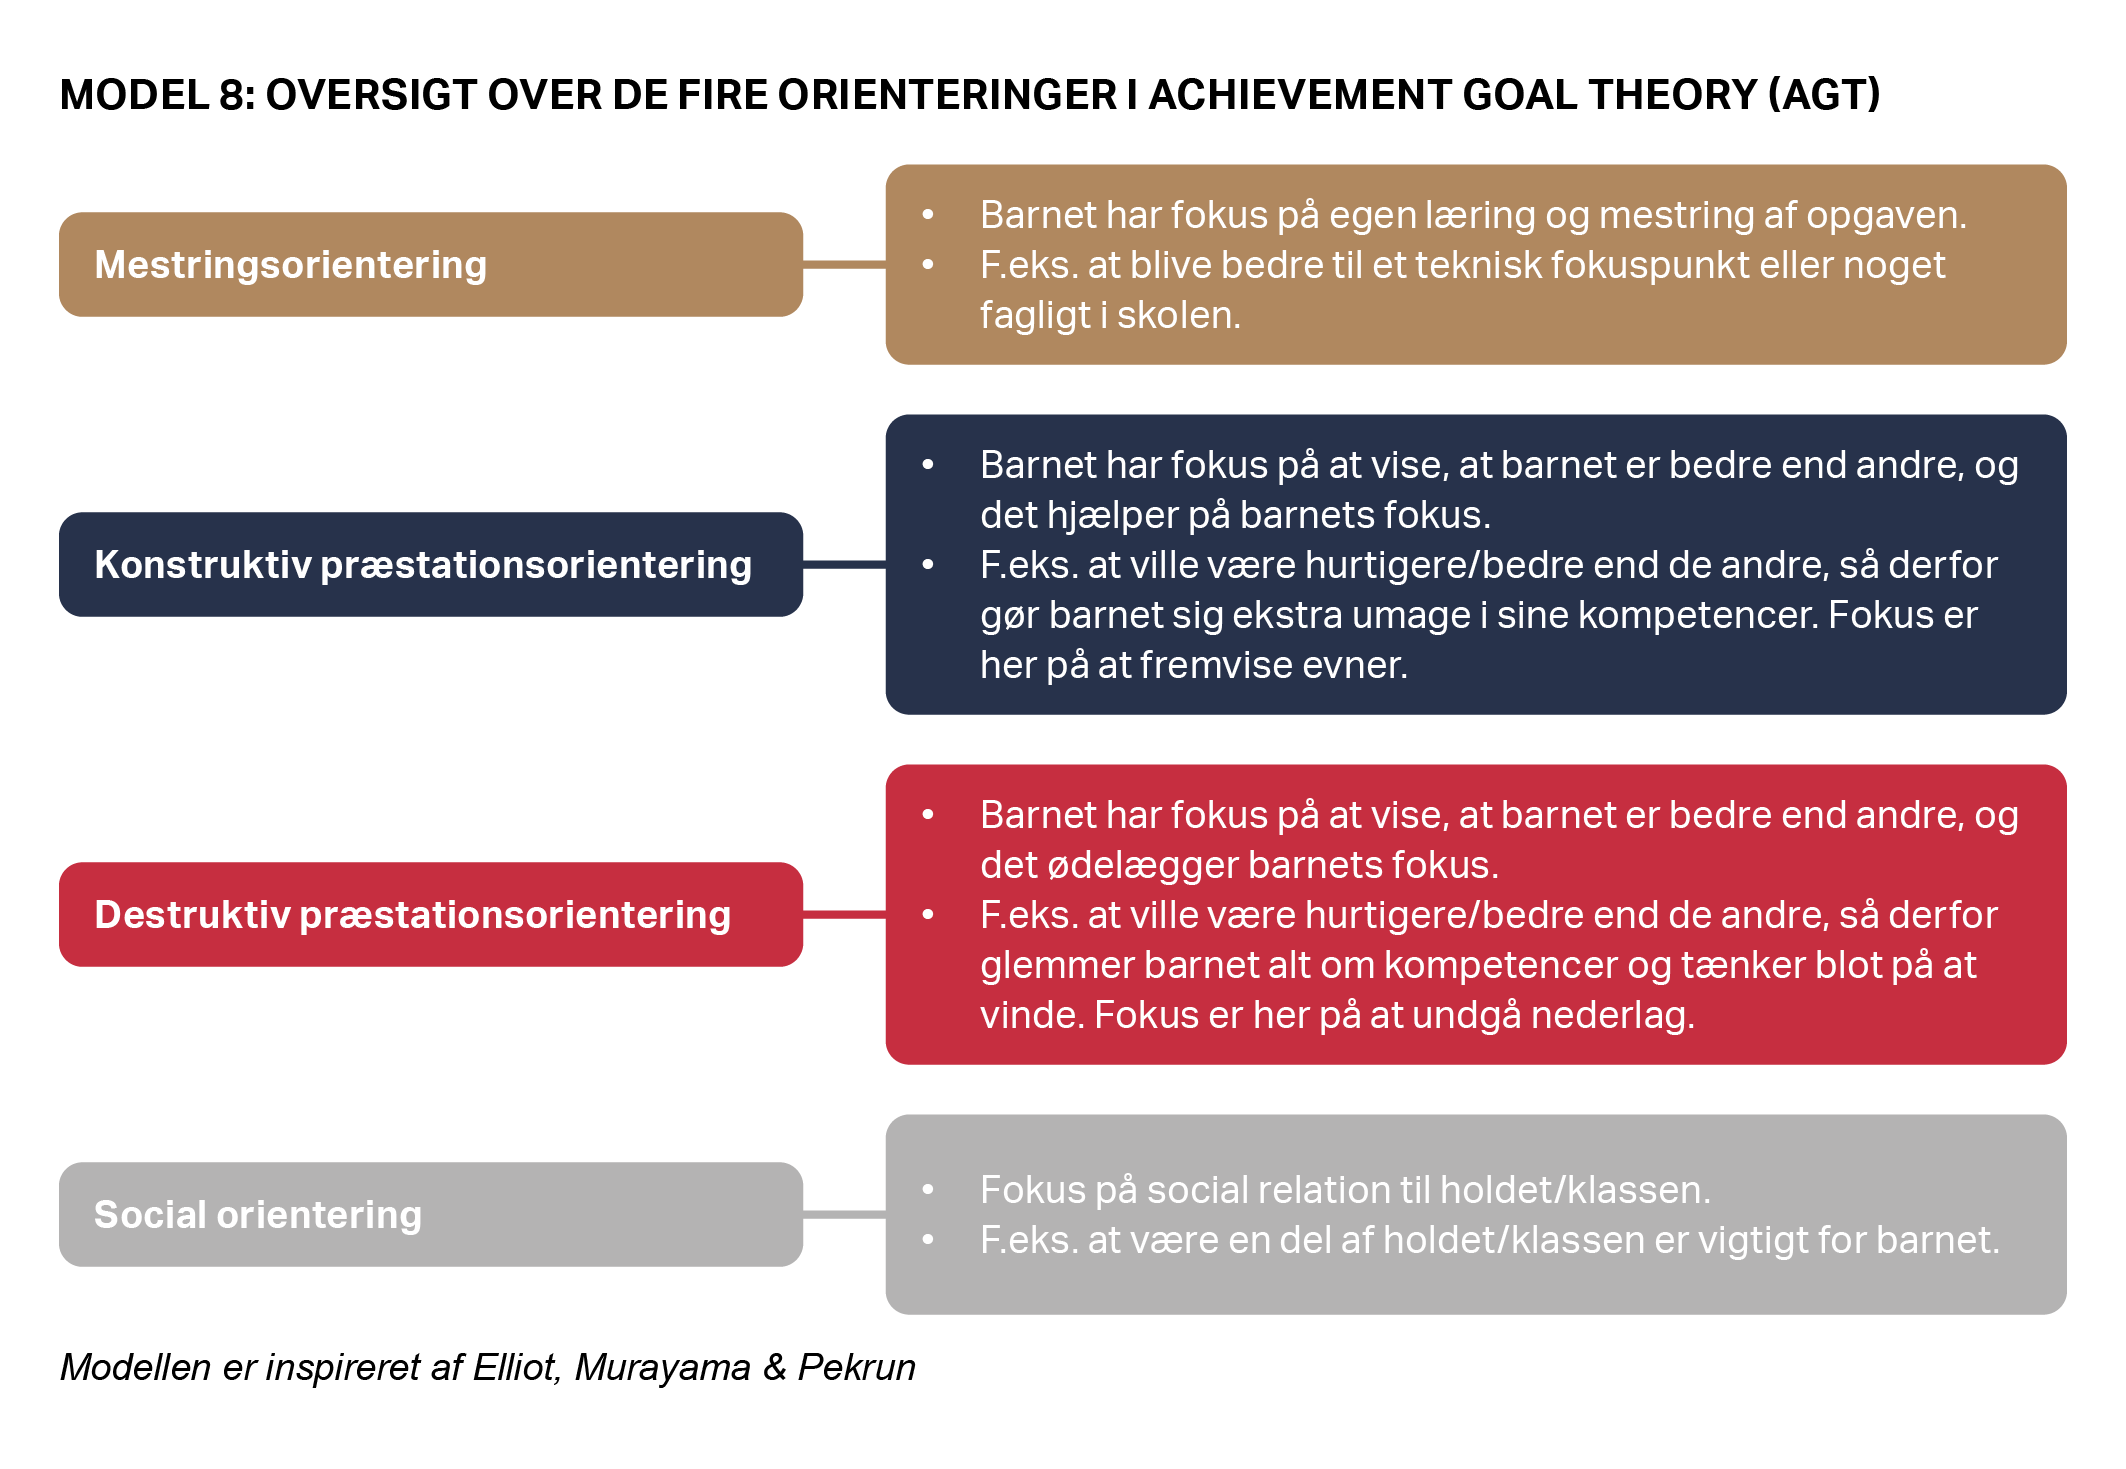 MODEL 8: OVERSIGT OVER DE FIRE ORIENTERINGER I ACHIEVEMENT GOAL THEORY (AGT)
Mestringsorientering
• Barnet har fokus på egen læring og mestring af opgaven.
• F.eks. at blive bedre til et teknisk fokuspunkt eller noget
fagligt i skolen.
Konstruktiv præstationsorientering
• Barnet har fokus på at vise, at barnet er bedre end andre, og
det hjælper på barnets fokus.
• F.eks. at ville være hurtigere/bedre end de andre, så derfor
gør barnet sig ekstra umage i sine kompetencer. Fokus er
her på at fremvise evner.
Destruktiv præstationsorientering
• Barnet har fokus på at vise, at barnet er bedre end andre, og
det ødelægger barnets fokus.
• F.eks. at ville være hurtigere/bedre end de andre, så derfor
glemmer barnet alt om kompetencer og tænker blot på at
vinde. Fokus er her på at undgå nederlag.
Social orientering
• Fokus på social relation til holdet/klassen.
• F.eks. at være en del af holdet/klassen er vigtigt for barnet.
Modellen er inspireret af Elliot, Murayama & Pekrun